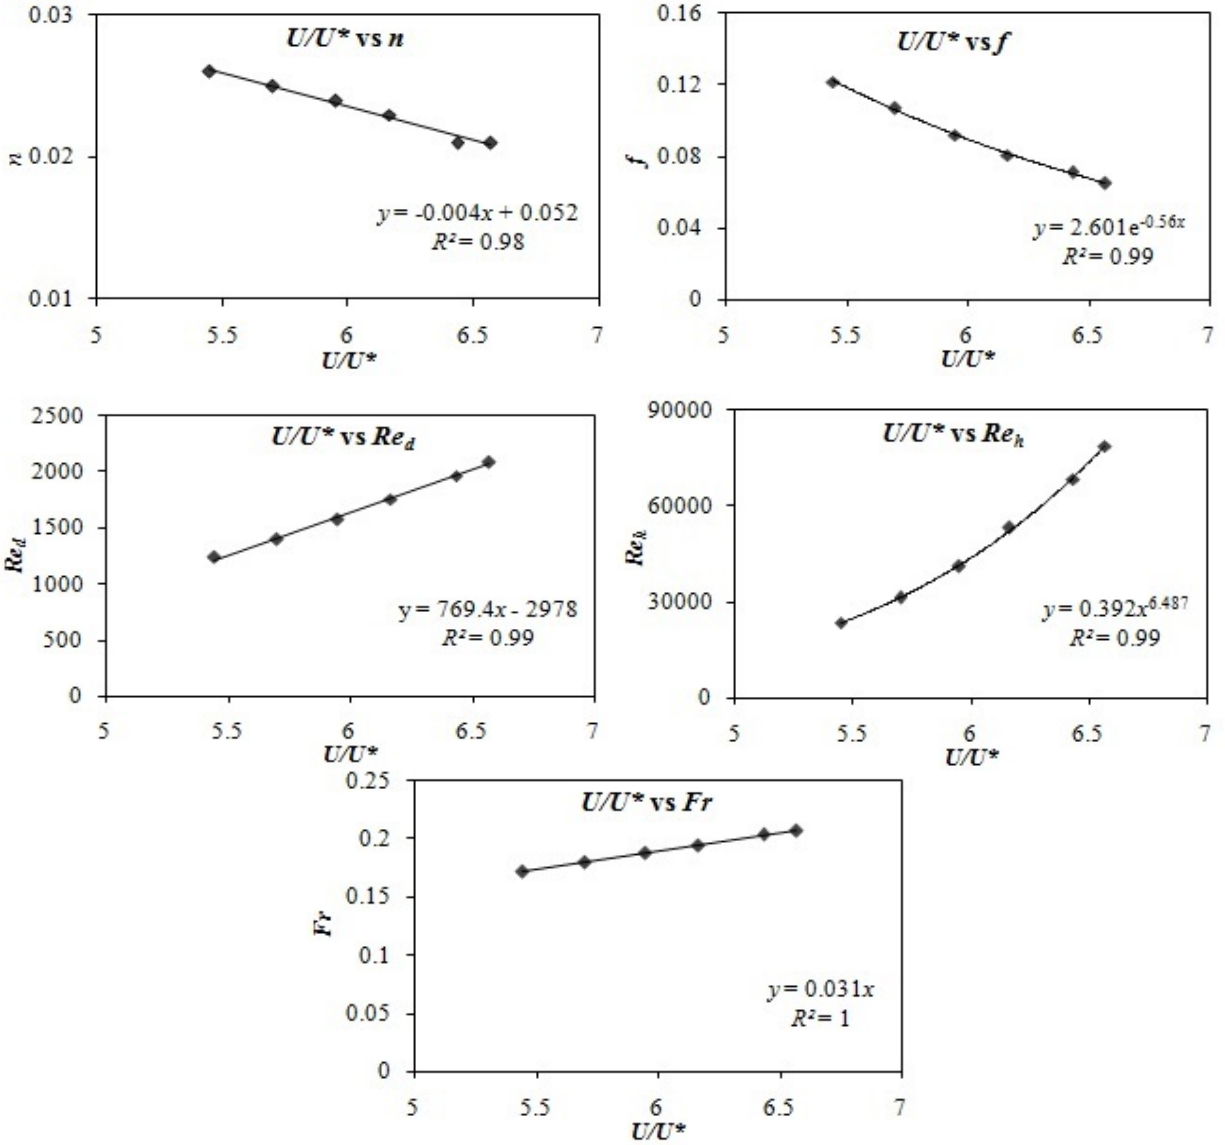 U/U* vs n
0.03
0.02
0.01
n
y = -0.004x + 0.052
R² = 0.98
5 5.5 6 6.5 7
U/U*
U/U* vs f
0.16
0.12
0.08
0.04
0
f
y = 2.601e^-0.56x
R² = 0.99
5 5.5 6 6.5 7
U/U*
U/U* vs Re_d
2500
2000
1500
1000
500
0
Re_d
y = 769.4x - 2978
R² = 0.99
5 5.5 6 6.5 7
U/U*
U/U* vs Re_h
90000
60000
30000
0
Re_h
y = 0.392x^6.487
R² = 0.99
5 5.5 6 6.5 7
U/U*
U/U* vs Fr
0.25
0.2
0.15
0.1
0.05
0
Fr
y = 0.031x
R² = 1
5 5.5 6 6.5 7
U/U*